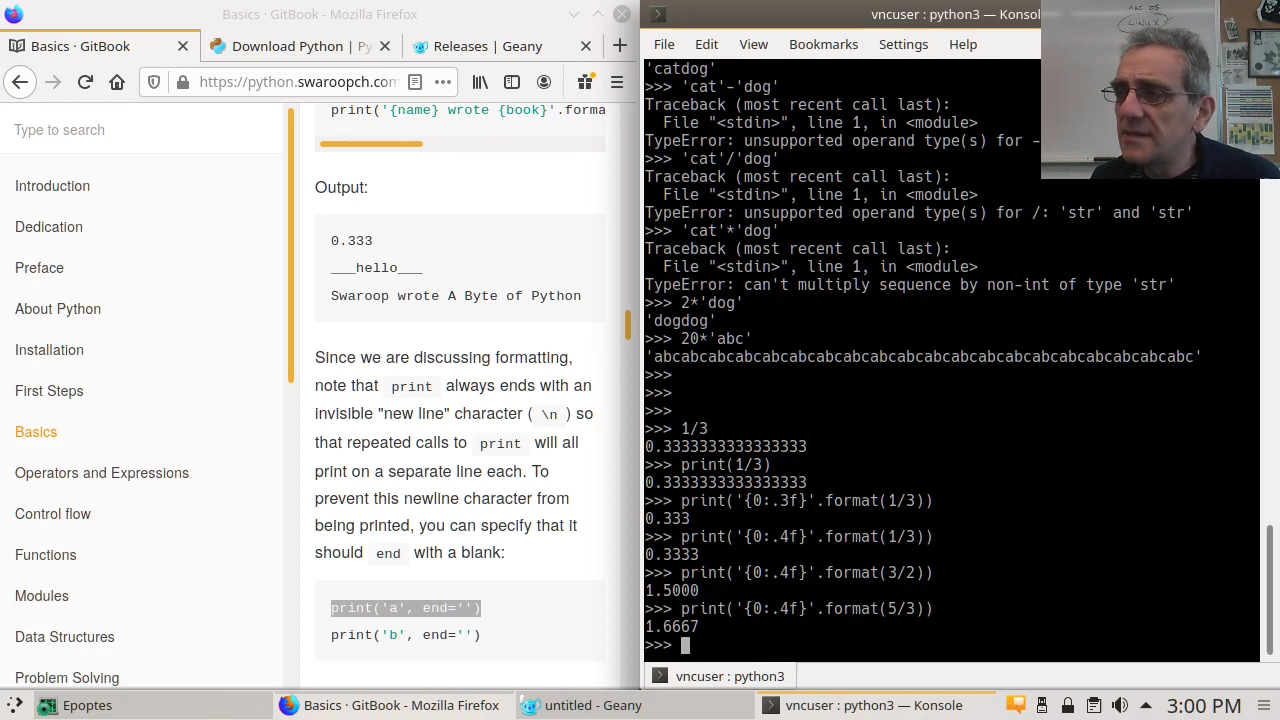 Basics · GitBook - Mozilla Firefox
Basics · GitBook
Download Python | Py
Releases | Geany
https://python.swaroopch.com
Type to search
Introduction
Dedication
Preface
About Python
Installation
First Steps
Basics
Operators and Expressions
Control flow
Functions
Modules
Data Structures
Problem Solving
print('{name} wrote {book}'.forma
Output:
0.333
___hello___
Swaroop wrote A Byte of Python
Since we are discussing formatting,
note that print always ends with an
invisible "new line" character ( \n ) so
that repeated calls to print will all
print on a separate line each. To
prevent this newline character from
being printed, you can specify that it
should end with a blank:
print('a', end='')
print('b', end='')
vncuser : python3 — Konsol
File Edit View Bookmarks Settings Help
'catdog'
>>> 'cat'-'dog'
Traceback (most recent call last):
  File "<stdin>", line 1, in <module>
TypeError: unsupported operand type(s) for -
>>> 'cat'/'dog'
Traceback (most recent call last):
  File "<stdin>", line 1, in <module>
TypeError: unsupported operand type(s) for /: 'str' and 'str'
>>> 'cat'*'dog'
Traceback (most recent call last):
  File "<stdin>", line 1, in <module>
TypeError: can't multiply sequence by non-int of type 'str'
>>> 2*'dog'
'dogdog'
>>> 20*'abc'
'abcabcabcabcabcabcabcabcabcabcabcabcabcabcabcabcabcabcabcabc'
>>>
>>>
>>>
>>> 1/3
0.3333333333333333
>>> print(1/3)
0.3333333333333333
>>> print('{0:.3f}'.format(1/3))
0.333
>>> print('{0:.4f}'.format(1/3))
0.3333
>>> print('{0:.4f}'.format(3/2))
1.5000
>>> print('{0:.4f}'.format(5/3))
1.6667
>>>
vncuser : python3
Epoptes
Basics · GitBook - Mozilla Firefox
untitled - Geany
vncuser : python3 — Konsole
3:00 PM